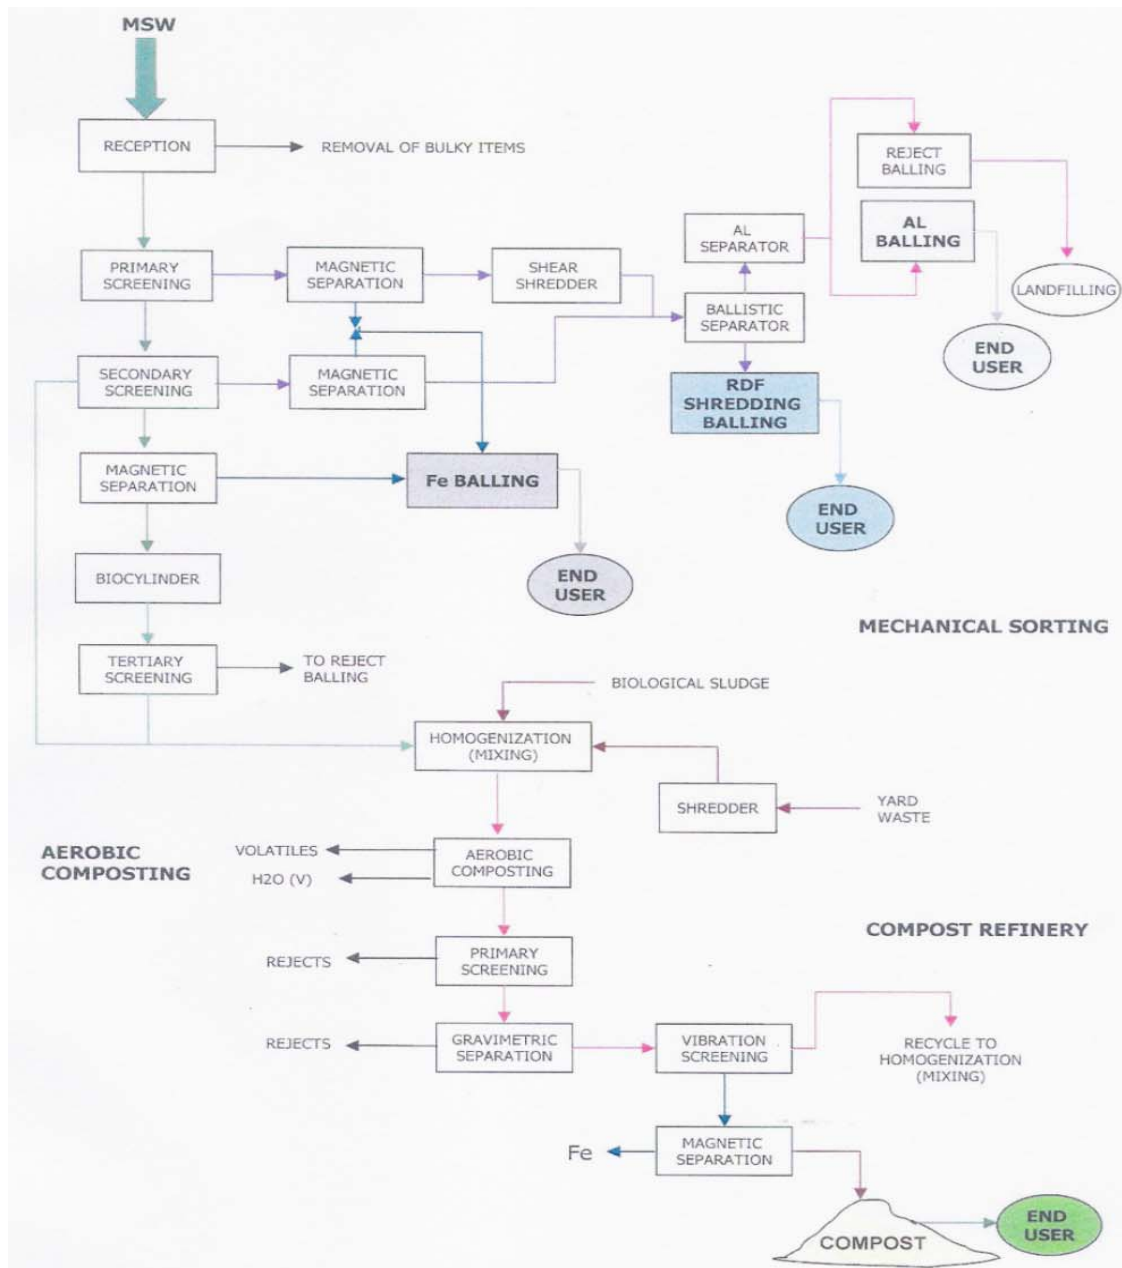 MSW
RECEPTION
REMOVAL OF BULKY ITEMS
REJECT
BALLING
AL
SEPARATOR
AL
BALLING
PRIMARY
SCREENING
MAGNETIC
SEPARATION
SHEAR
SHREDDER
BALLISTIC
SEPARATOR
LANDFILLING
END
USER
SECONDARY
SCREENING
MAGNETIC
SEPARATION
RDF
SHREDDING
BALLING
MAGNETIC
SEPARATION
Fe BALLING
END
USER
BIOCYLINDER
END
USER
MECHANICAL SORTING
TERTIARY
SCREENING
TO REJECT
BALLING
BIOLOGICAL SLUDGE
HOMOGENIZATION
(MIXING)
SHREDDER
YARD
WASTE
AEROBIC
COMPOSTING
VOLATILES
H2O (V)
AEROBIC
COMPOSTING
COMPOST REFINERY
REJECTS
PRIMARY
SCREENING
REJECTS
GRAVIMETRIC
SEPARATION
VIBRATION
SCREENING
RECYCLE TO
HOMOGENIZATION
(MIXING)
Fe
MAGNETIC
SEPARATION
COMPOST
END
USER